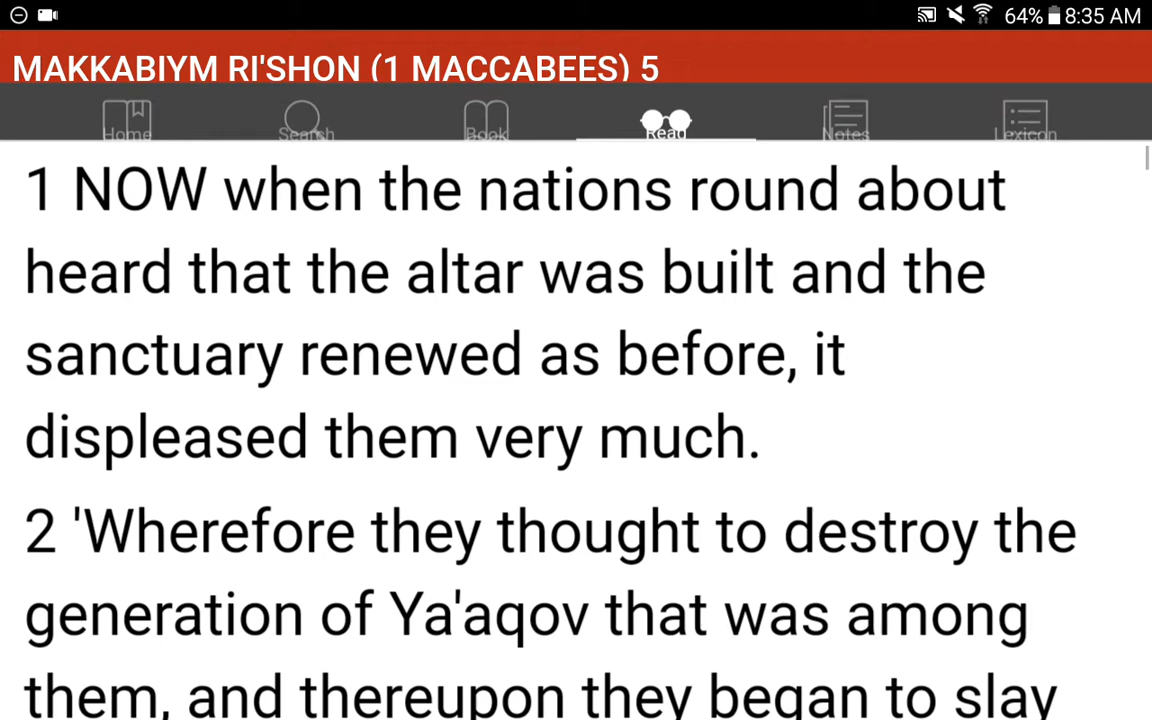 64% 8:35 AM
MAKKABIYM RI'SHON (1 MACCABEES) 5
Home Search Book Read Notes Lexicon
1 NOW when the nations round about
heard that the altar was built and the
sanctuary renewed as before, it
displeased them very much.
2 'Wherefore they thought to destroy the
generation of Ya'aqov that was among
them, and thereupon they began to slay